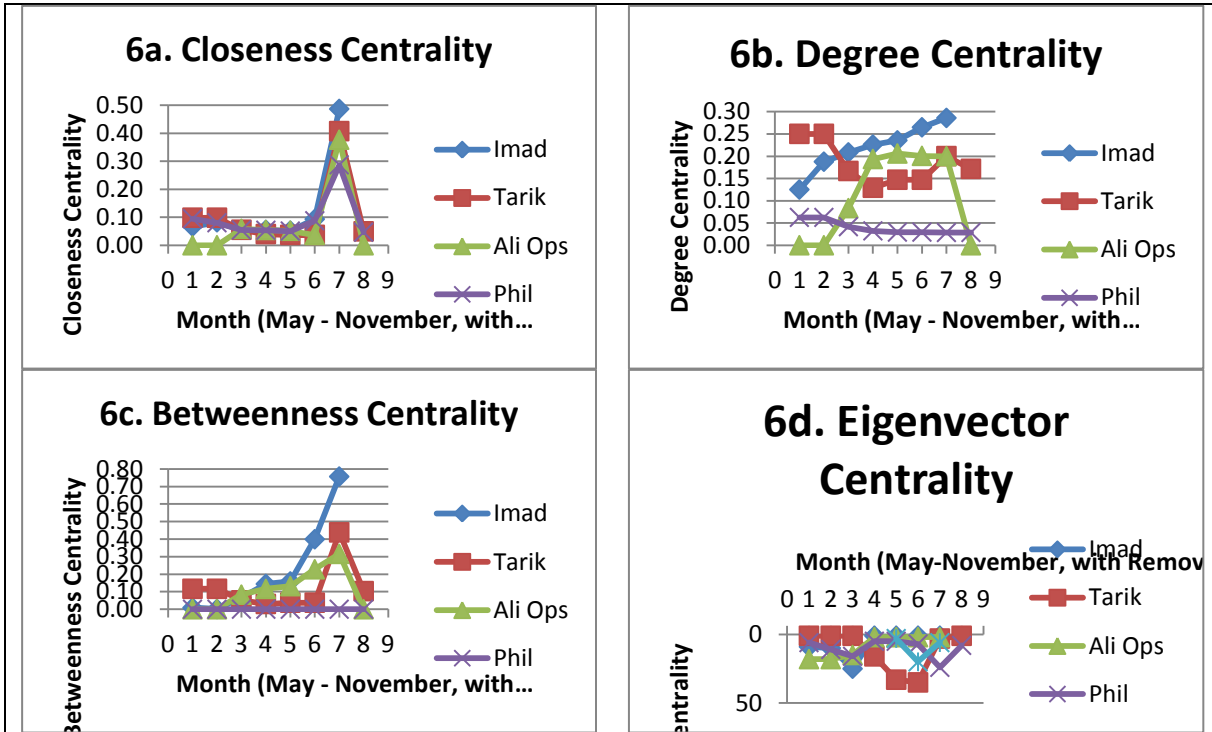 6a. Closeness Centrality
0.50
0.40
0.30
0.20
0.10
0.00
0 1 2 3 4 5 6 7 8 9
Closeness Centrality
Month (May - November, with…
Imad
Tarik
Ali Ops
Phil
6b. Degree Centrality
0.30
0.25
0.20
0.15
0.10
0.05
0.00
0 1 2 3 4 5 6 7 8 9
Degree Centrality
Month (May - November, with…
Imad
Tarik
Ali Ops
Phil
6c. Betweenness Centrality
0.80
0.70
0.60
0.50
0.40
0.30
0.20
0.10
0.00
0 1 2 3 4 5 6 7 8 9
Betweenness Centrality
Month (May - November, with…
Imad
Tarik
Ali Ops
Phil
6d. Eigenvector
Centrality
Month (May-November, with Remov
0 1 2 3 4 5 6 7 8 9
0
50
entrality
Imad
Tarik
Ali Ops
Phil